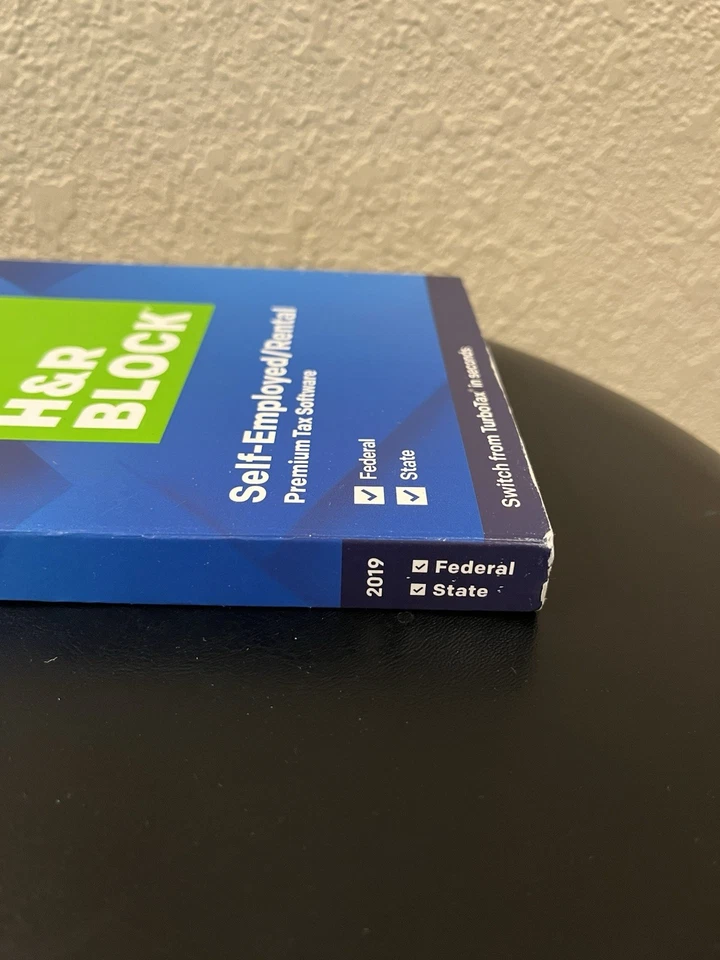 H&R
BLOCK
Self-Employed/Rental
Premium Tax Software
Federal
State
Switch from TurboTax® in seconds
2019
Federal
State